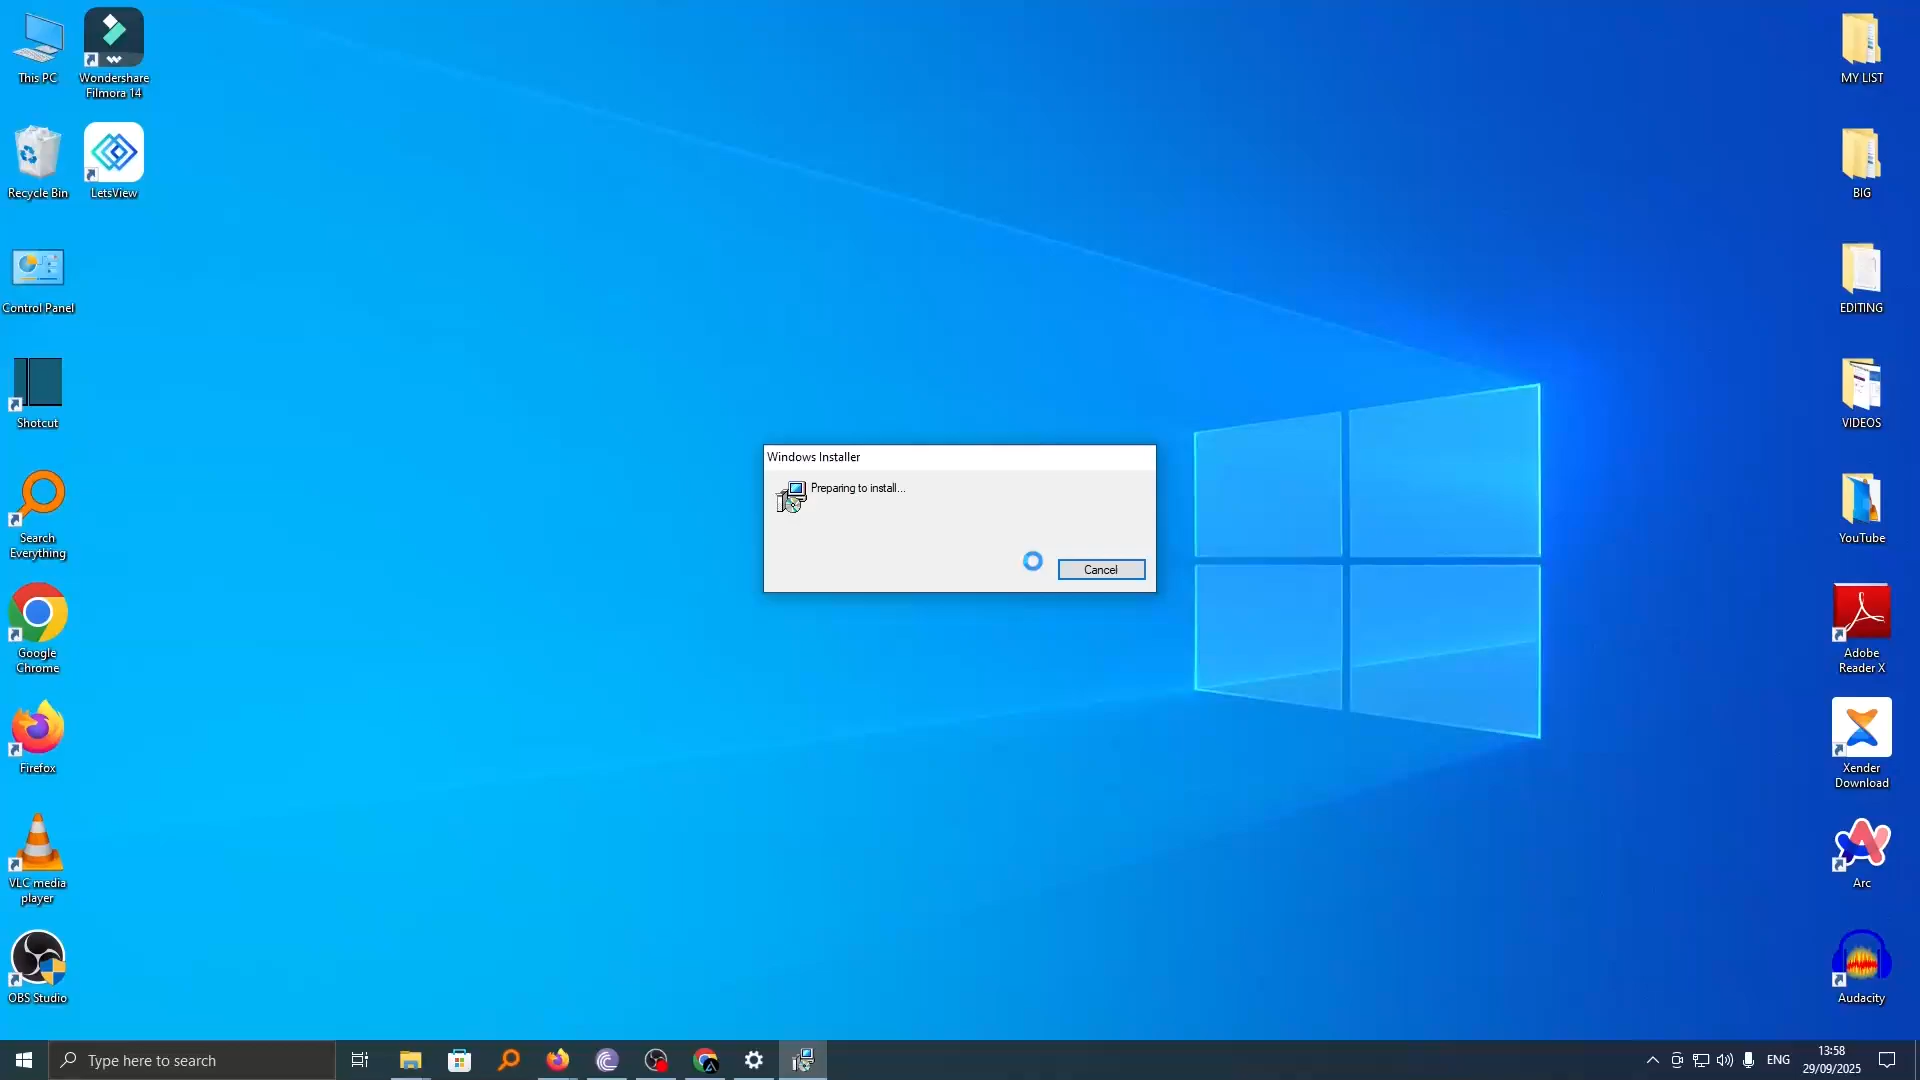 This PC
Wondershare
Filmora 14
Recycle Bin
LetsView
Control Panel
Shotcut
Search
Everything
Google
Chrome
Firefox
VLC media
player
OBS Studio
Windows Installer
Preparing to install...
Cancel
MY LIST
BIG
EDITING
VIDEOS
YouTube
Adobe
Reader X
Xender
Download
Arc
Audacity
Type here to search
ENG
13:58
29/09/2025